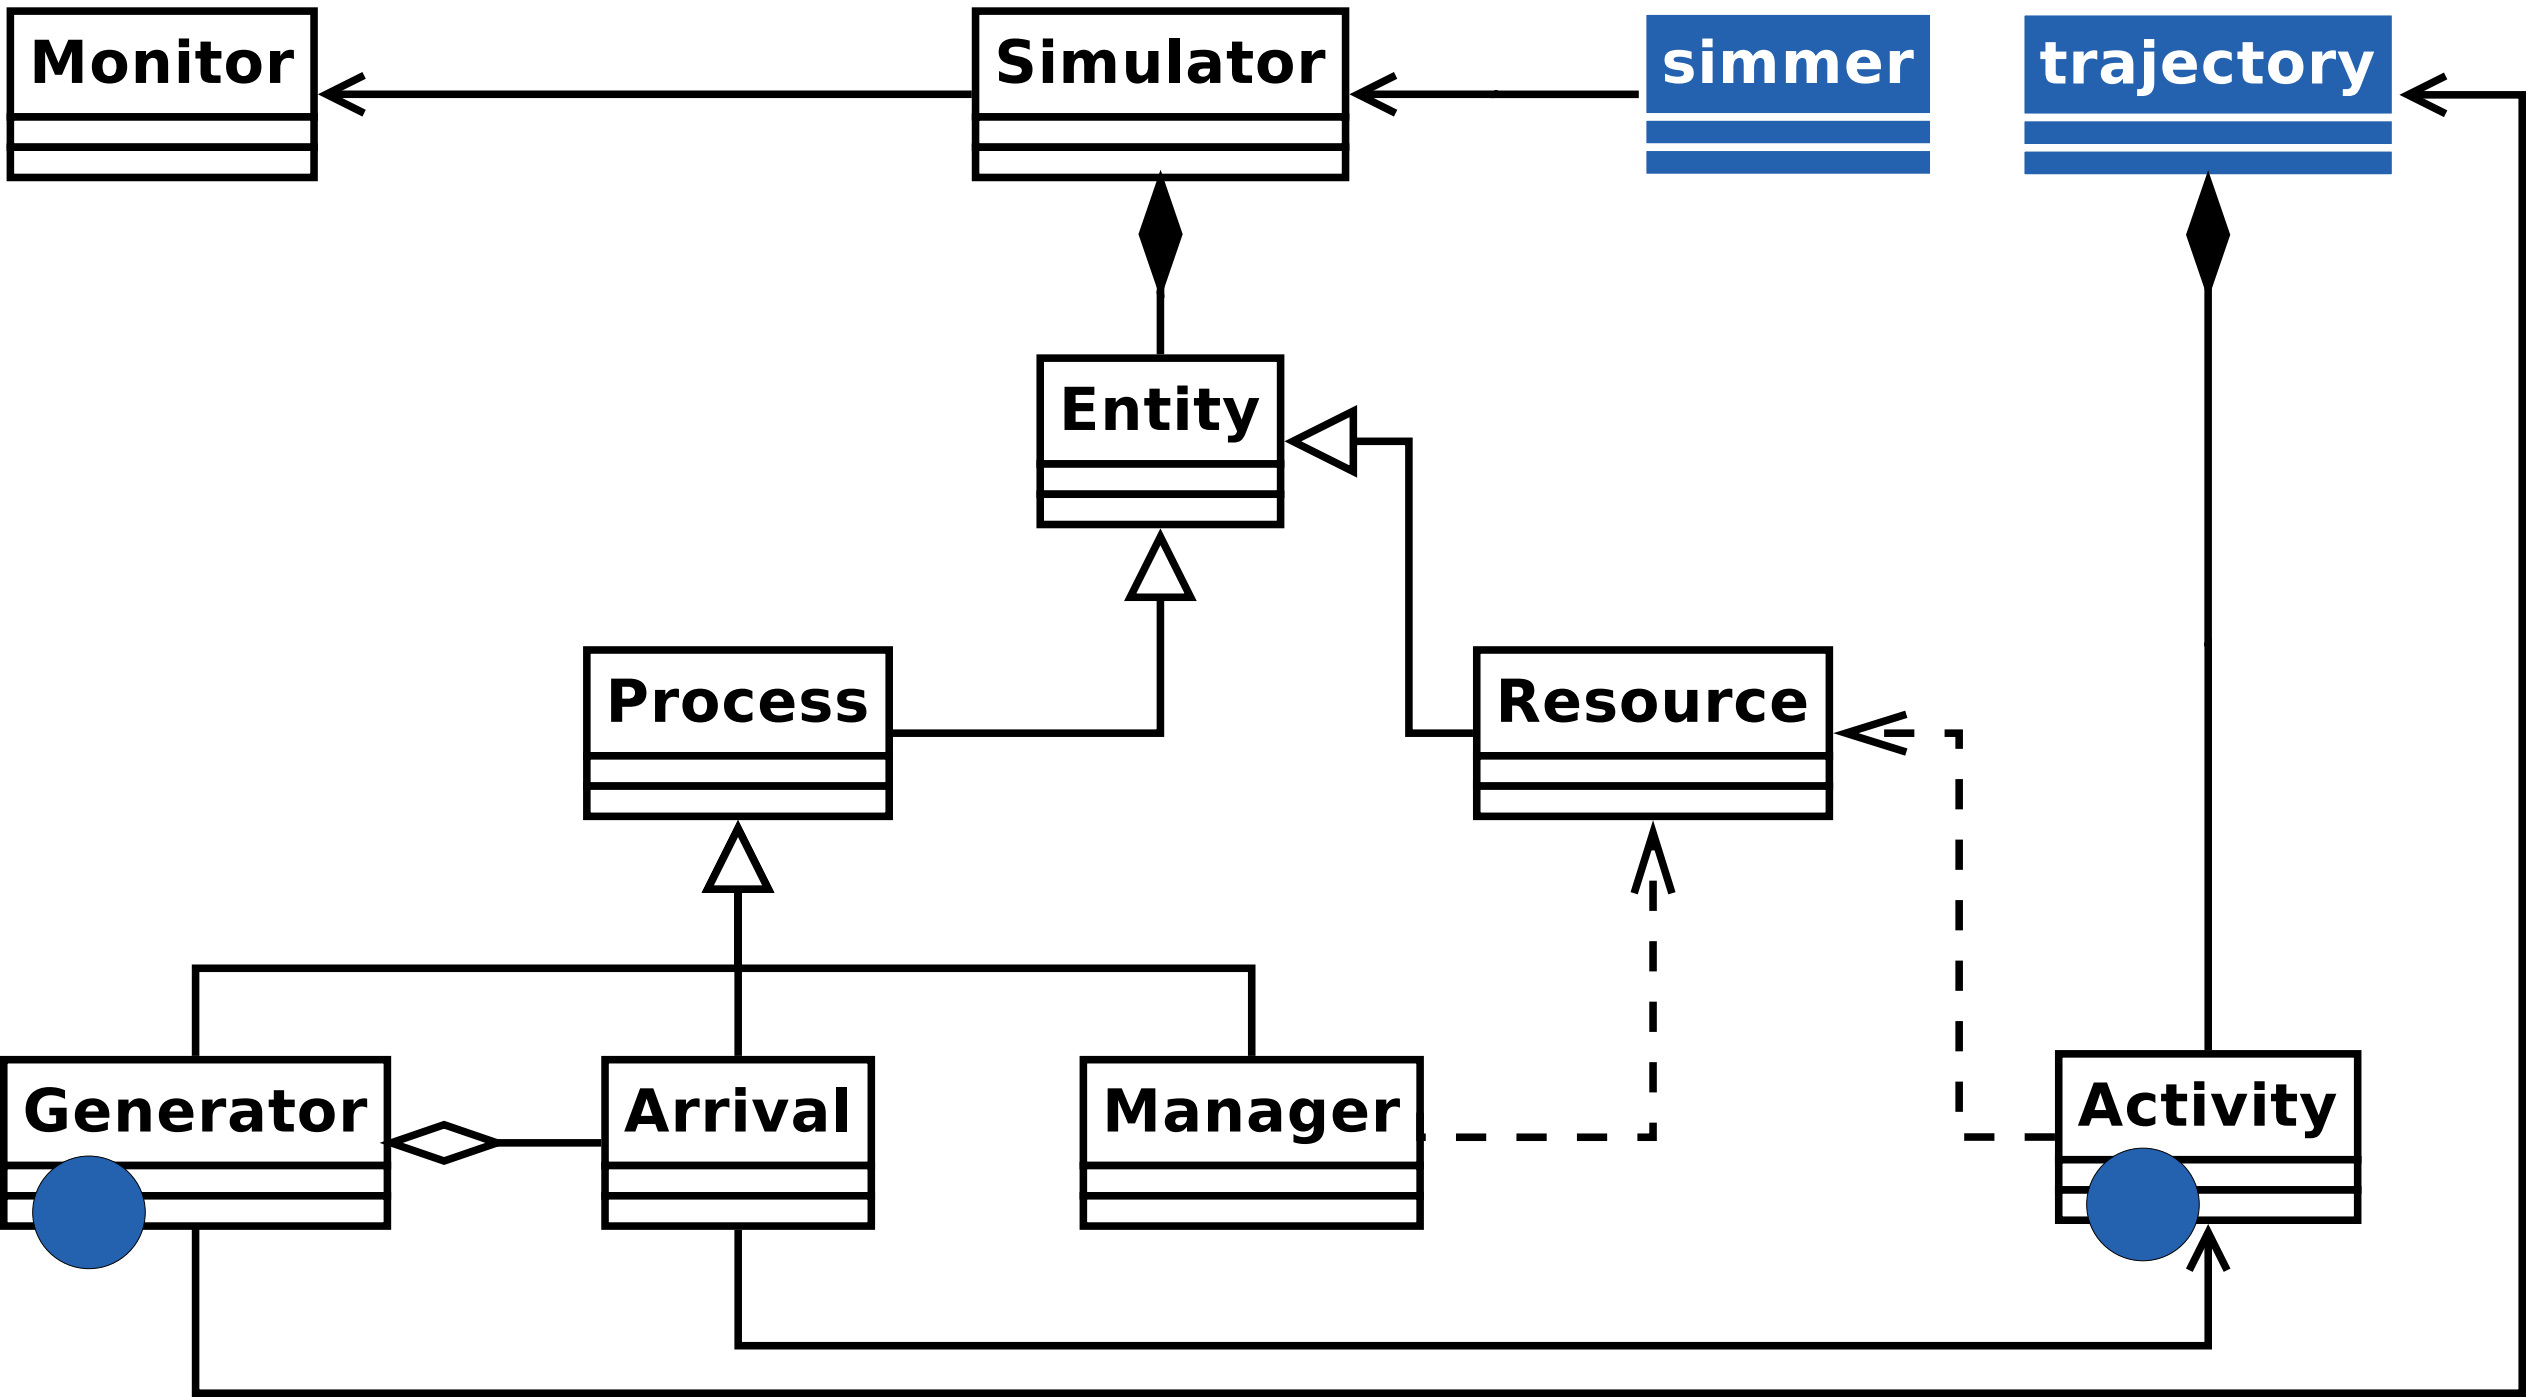 Monitor
Simulator
simmer
trajectory
Entity
Process
Resource
Generator
Arrival
Manager
Activity